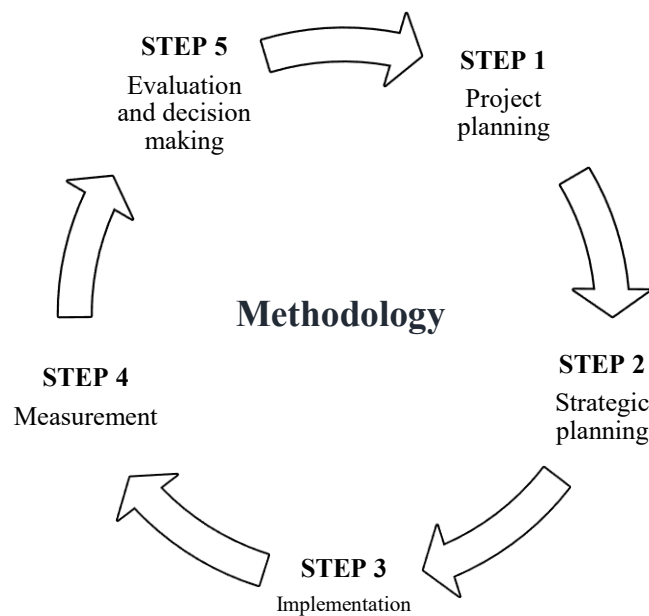 STEP 1
Project
planning
STEP 2
Strategic
planning
STEP 3
Implementation
STEP 4
Measurement
STEP 5
Evaluation
and decision
making
Methodology